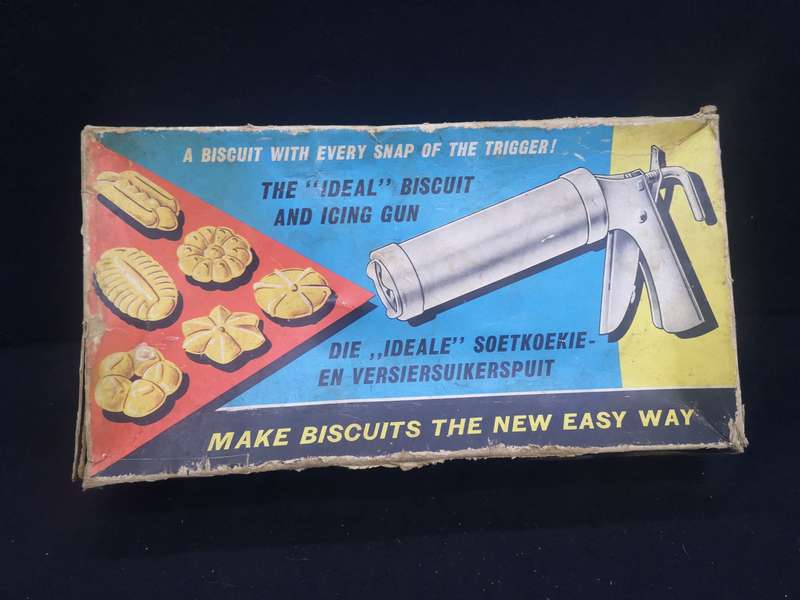 A BISCUIT WITH EVERY SNAP OF THE TRIGGER!
THE "IDEAL" BISCUIT
AND ICING GUN
DIE „IDEALE" SOETKOEKIE-
EN VERSIERSUIKERSPUIT
MAKE BISCUITS THE NEW EASY WAY